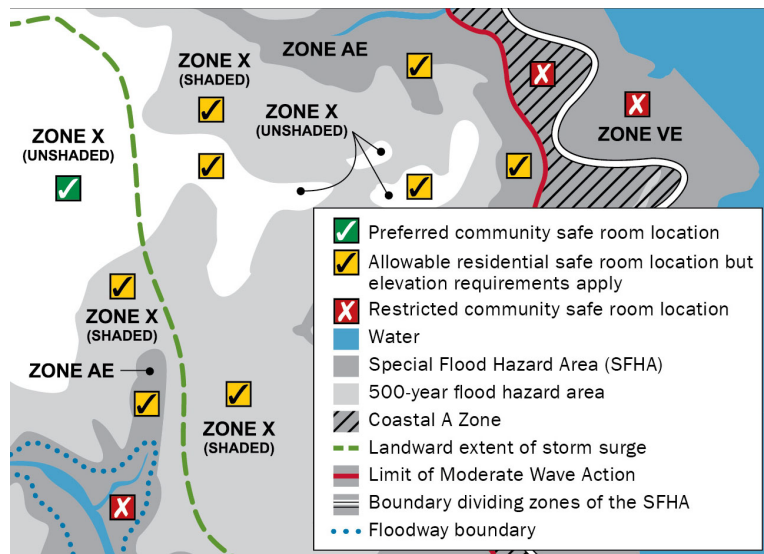 ZONE AE
ZONE X
(SHADED)
ZONE X
(UNSHADED)
ZONE VE
ZONE X
(UNSHADED)
ZONE X
(SHADED)
ZONE AE
ZONE X
(SHADED)
Preferred community safe room location
Allowable residential safe room location but
elevation requirements apply
Restricted community safe room location
Water
Special Flood Hazard Area (SFHA)
500-year flood hazard area
Coastal A Zone
Landward extent of storm surge
Limit of Moderate Wave Action
Boundary dividing zones of the SFHA
Floodway boundary